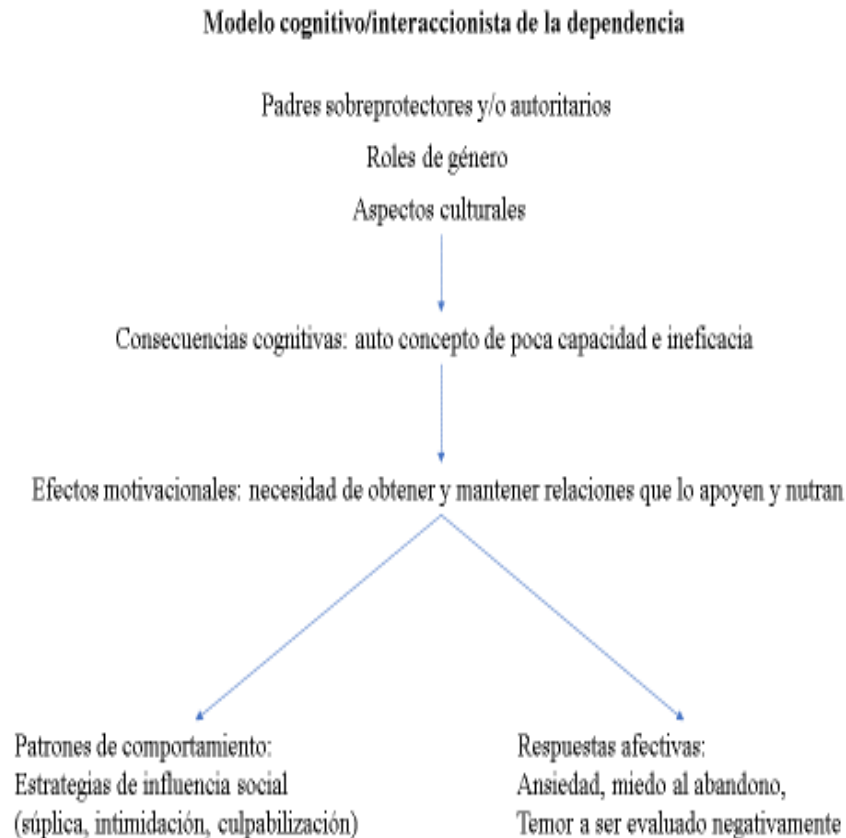 Modelo cognitivo/interaccionista de la dependencia
Padres sobreprotectores y/o autoritarios
Roles de género
Aspectos culturales
Consecuencias cognitivas: auto concepto de poca capacidad e ineficacia
Efectos motivacionales: necesidad de obtener y mantener relaciones que lo apoyen y nutran
Patrones de comportamiento:
Estrategias de influencia social
(súplica, intimidación, culpabilización)
Respuestas afectivas:
Ansiedad, miedo al abandono,
Temor a ser evaluado negativamente